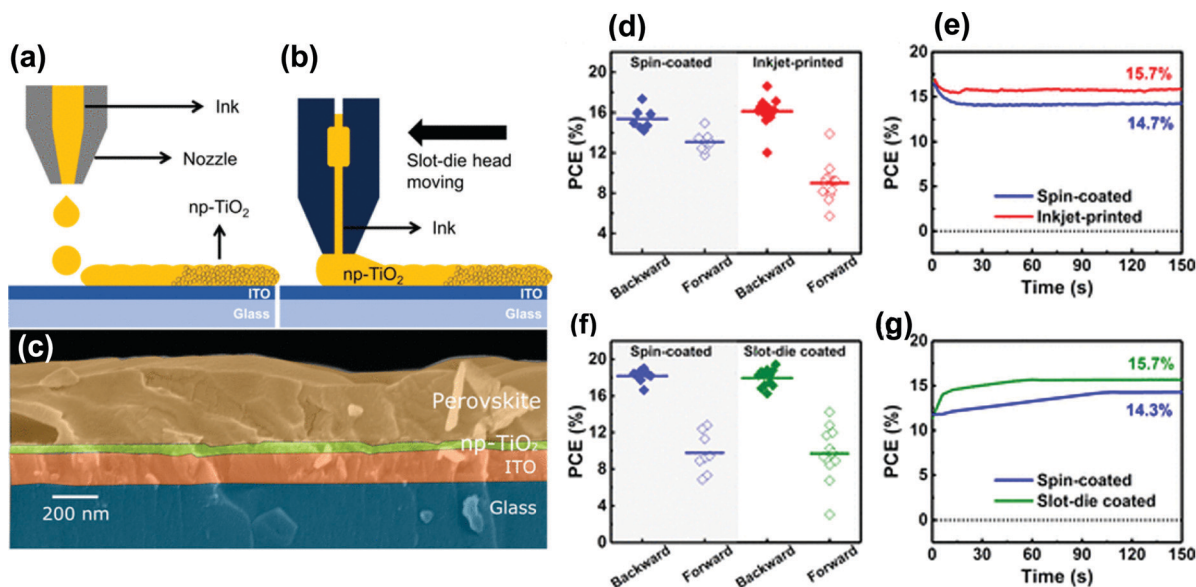 (a)
Ink
Nozzle
np-TiO₂
ITO
Glass
(b)
Slot-die head
moving
Ink
np-TiO₂
ITO
Glass
(c)
Perovskite
np-TiO₂
ITO
Glass
200 nm
(d)
Spin-coated
Inkjet-printed
PCE (%)
20
16
12
8
4
Backward
Forward
Backward
Forward
(e)
PCE (%)
20
15
10
5
0
15.7%
14.7%
Spin-coated
Inkjet-printed
0 30 60 90 120 150
Time (s)
(f)
Spin-coated
Slot-die coated
PCE (%)
20
16
12
8
4
0
Backward
Forward
Backward
Forward
(g)
PCE (%)
20
15
10
5
0
15.7%
14.3%
Spin-coated
Slot-die coated
0 30 60 90 120 150
Time (s)